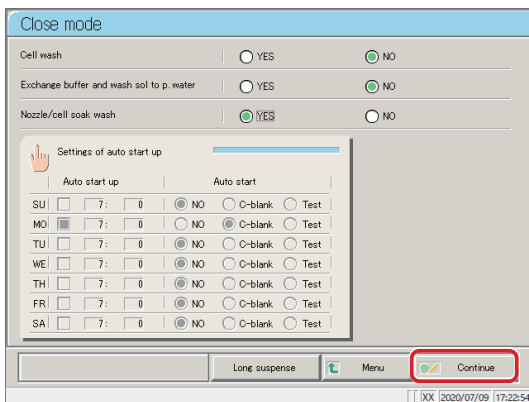 Close mode
Cell wash YES NO
Exchange buffer and wash sol to p. water YES NO
Nozzle/cell soak wash YES NO
Settings of auto start up
Auto start up Auto start
SU 7: 0 NO C-blank Test
MO 7: 0 NO C-blank Test
TU 7: 0 NO C-blank Test
WE 7: 0 NO C-blank Test
TH 7: 0 NO C-blank Test
FR 7: 0 NO C-blank Test
SA 7: 0 NO C-blank Test
Long suspense Menu Continue
XX 2020/07/09 17:22:54